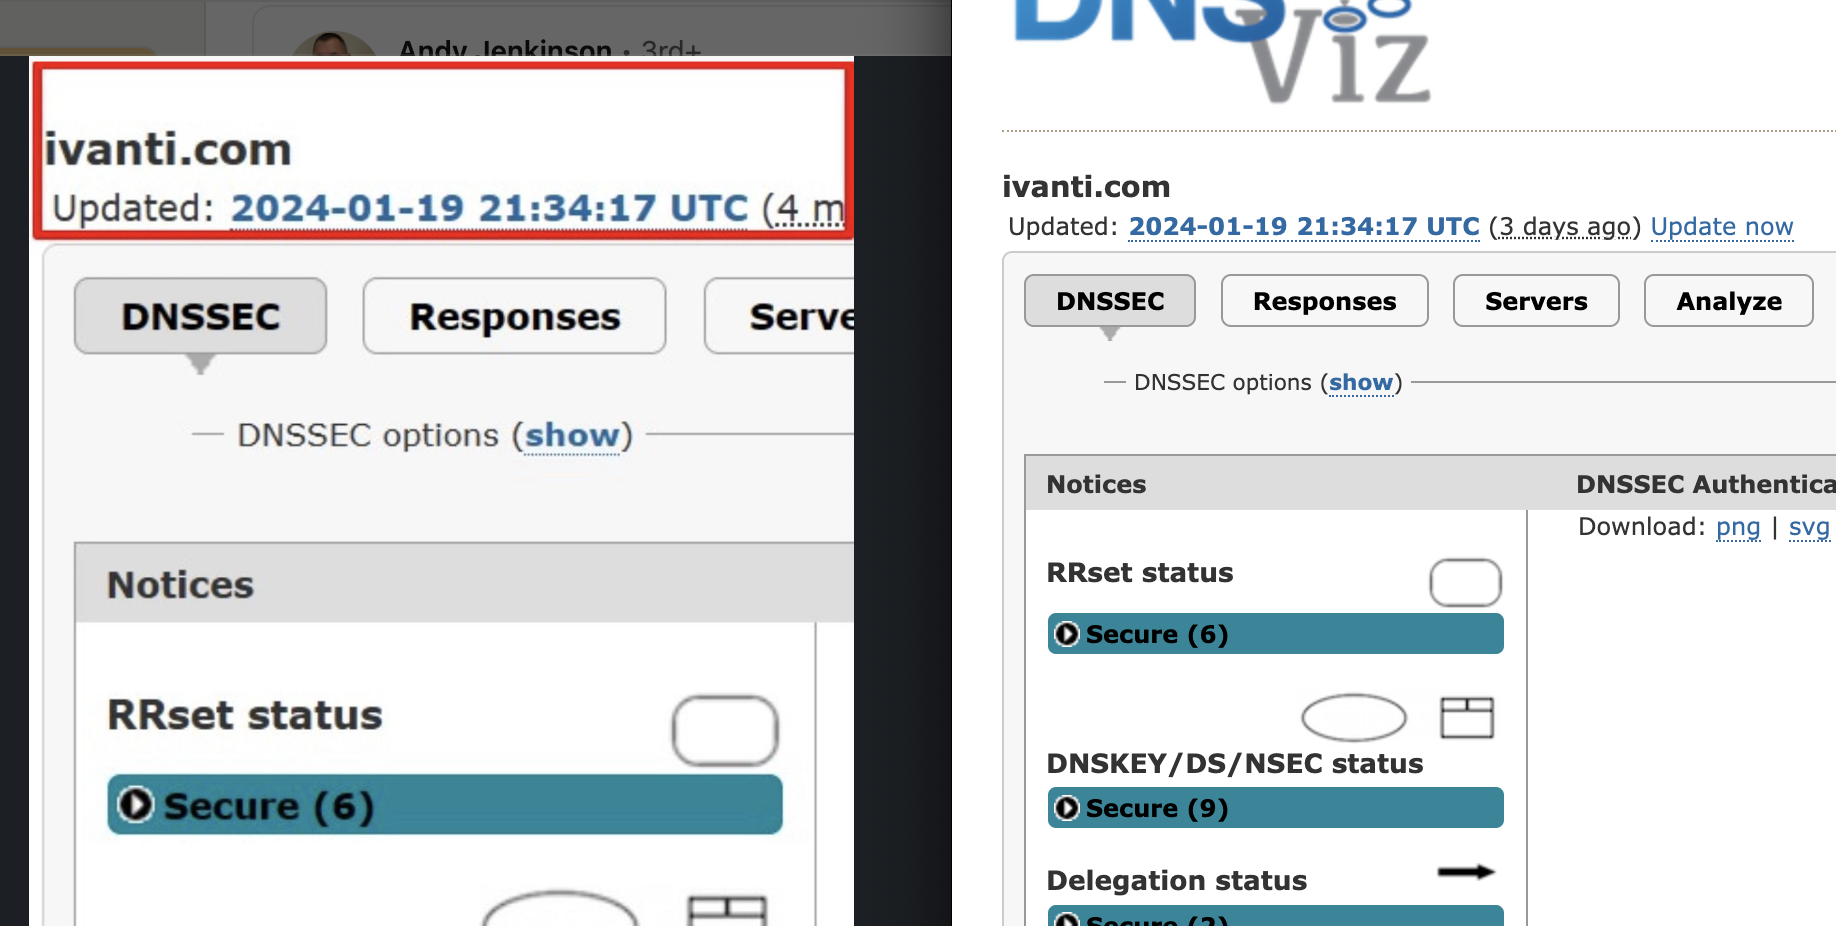 Andy Jenkinson • 3rd+
ivanti.com
Updated: 2024-01-19 21:34:17 UTC (4 m
DNSSEC
Responses
Serve
DNSSEC options (show)
Notices
RRset status
Secure (6)
DNS
Viz
ivanti.com
Updated: 2024-01-19 21:34:17 UTC (3 days ago) Update now
DNSSEC
Responses
Servers
Analyze
DNSSEC options (show)
Notices
DNSSEC Authentica
Download: png | svg
RRset status
Secure (6)
DNSKEY/DS/NSEC status
Secure (9)
Delegation status
Secure (2)